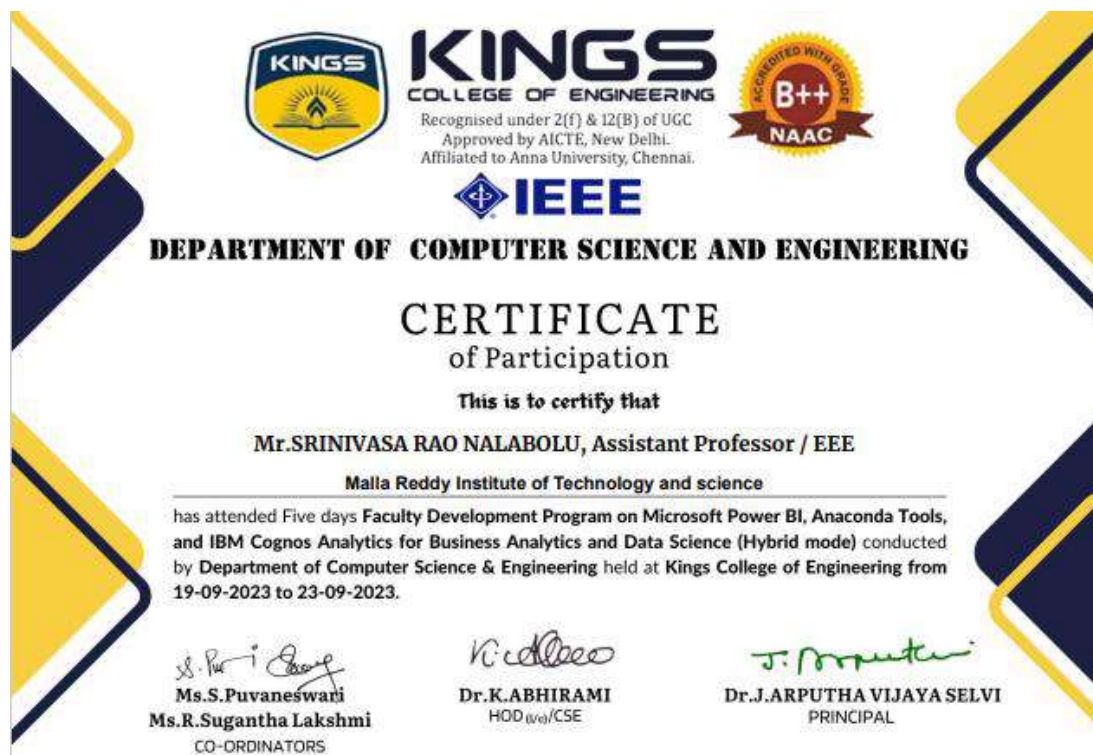 KINGS
KINGS
COLLEGE OF ENGINEERING
Recognised under 2(f) & 12(B) of UGC
Approved by AICTE, New Delhi.
Affiliated to Anna University, Chennai.
ACCREDITED WITH GRADE
B++
NAAC
IEEE
DEPARTMENT OF COMPUTER SCIENCE AND ENGINEERING
CERTIFICATE
of Participation
This is to certify that
Mr.SRINIVASA RAO NALABOLU, Assistant Professor / EEE
Malla Reddy Institute of Technology and science
has attended Five days Faculty Development Program on Microsoft Power BI, Anaconda Tools,
and IBM Cognos Analytics for Business Analytics and Data Science (Hybrid mode) conducted
by Department of Computer Science & Engineering held at Kings College of Engineering from
19-09-2023 to 23-09-2023.
Ms.S.Puvaneswari
Ms.R.Sugantha Lakshmi
CO-ORDINATORS
Dr.K.ABHIRAMI
HOD (i/c)/CSE
J. Arputha
Dr.J.ARPUTHA VIJAYA SELVI
PRINCIPAL